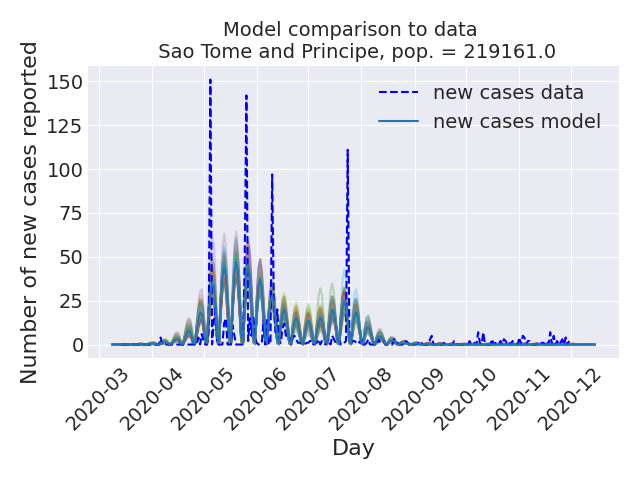 Model comparison to data
Sao Tome and Principe, pop. = 219161.0
Number of new cases reported
150
125
100
75
50
25
0
new cases data
new cases model
2020-03
2020-04
2020-05
2020-06
2020-07
2020-08
2020-09
2020-10
2020-11
2020-12
Day